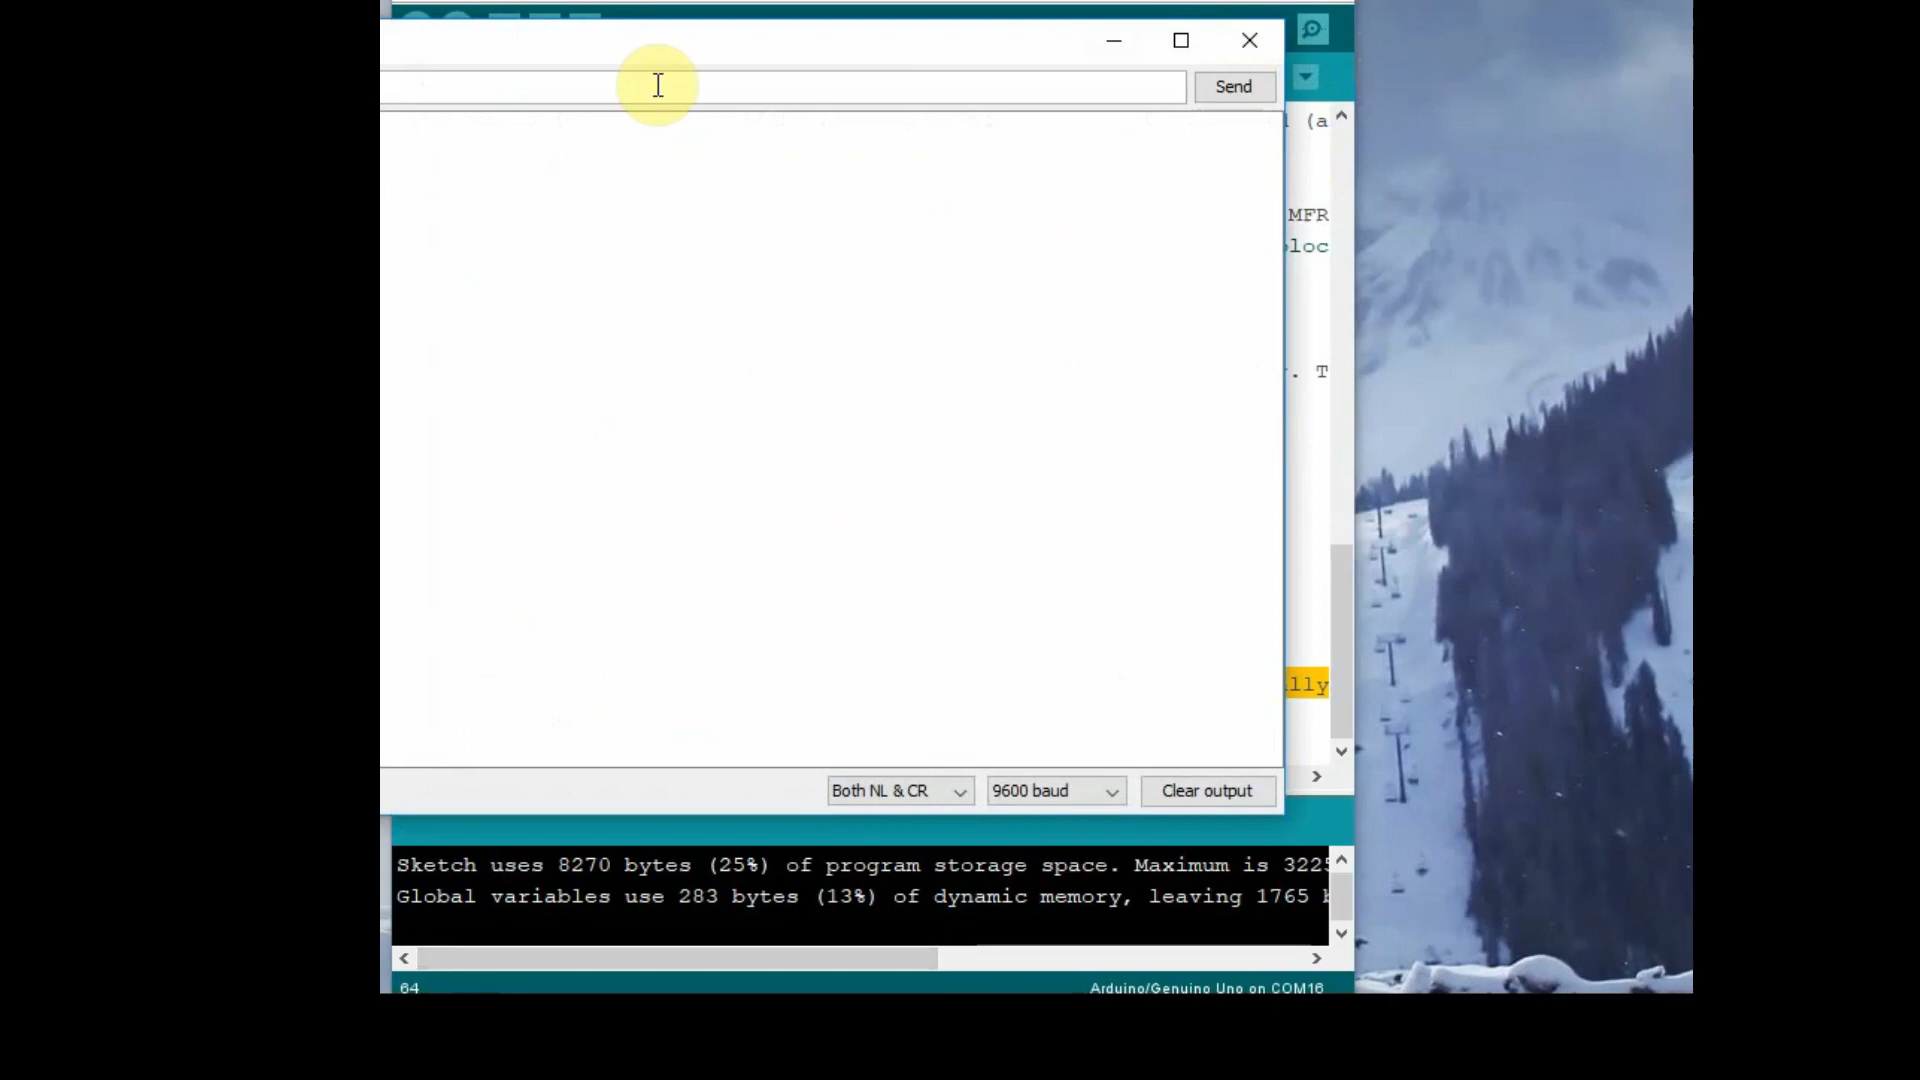 Send
(a
MFR
loc
. T
lly
Both NL & CR
9600 baud
Clear output
Sketch uses 8270 bytes (25%) of program storage space. Maximum is 3225
Global variables use 283 bytes (13%) of dynamic memory, leaving 1765
64
Arduino/Genuino Uno on COM16